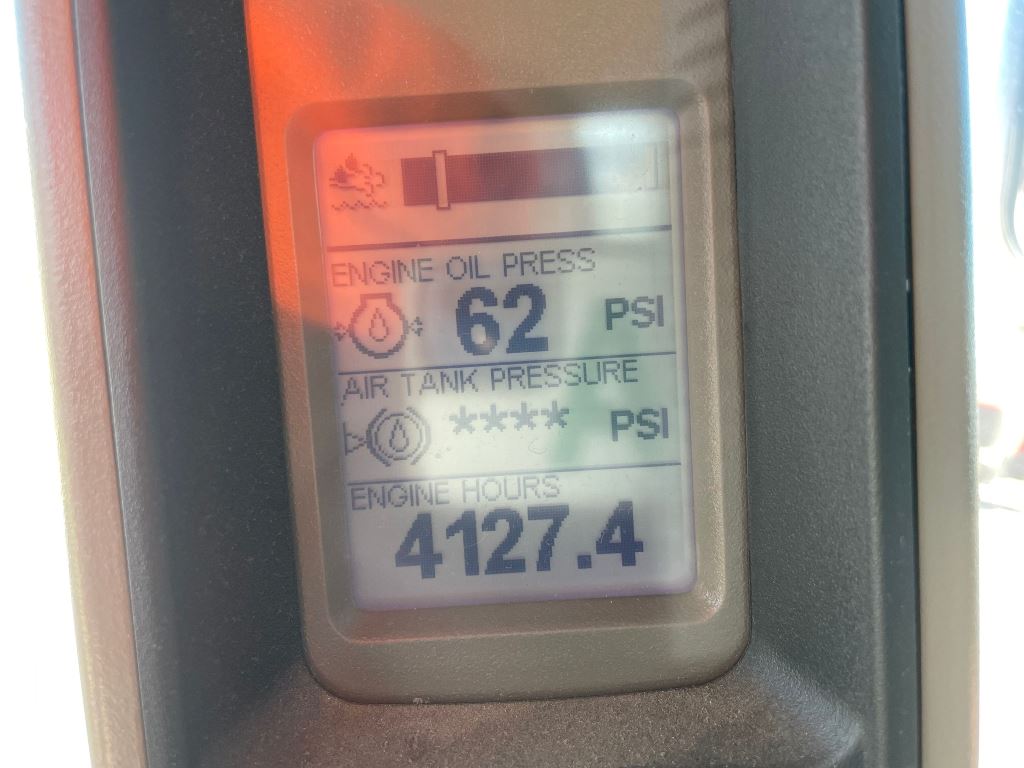 ENGINE OIL PRESS
62 PSI
AIR TANK PRESSURE
**** PSI
ENGINE HOURS
4127.4